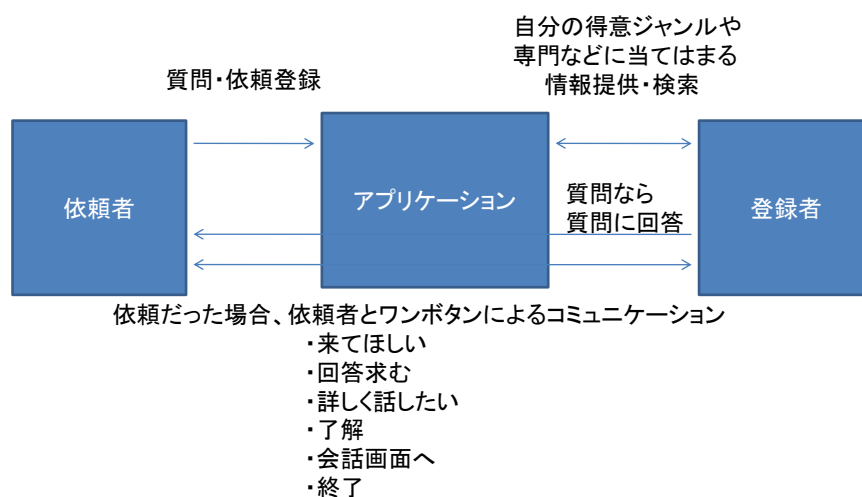 自分の得意ジャンルや
専門などに当てはまる
情報提供・検索
質問・依頼登録
依頼者
アプリケーション
登録者
質問なら
質問に回答
依頼だった場合、依頼者とワンボタンによるコミュニケーション
・来てほしい
・回答求む
・詳しく話したい
・了解
・会話画面へ
・終了